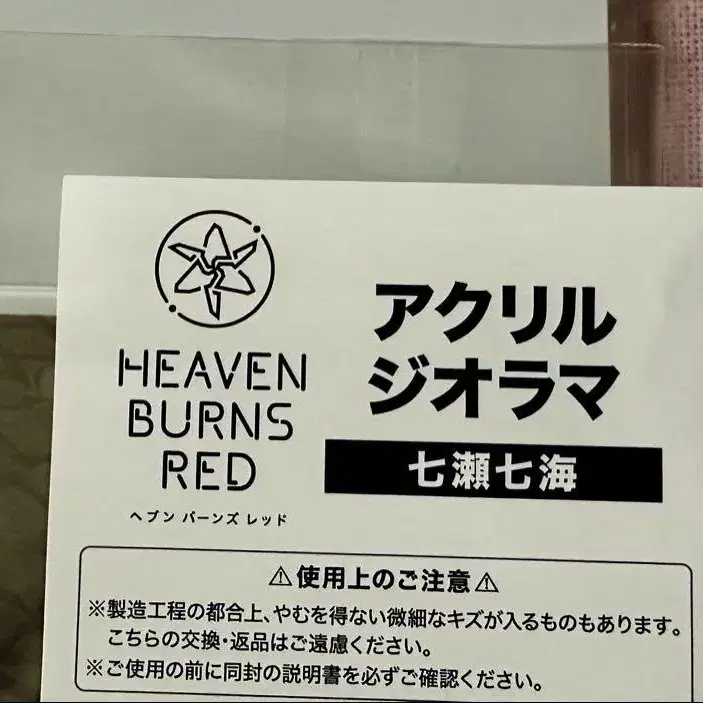 HEAVEN
BURNS
RED
ヘブン バーンズ レッド
アクリル
ジオラマ
七瀬七海
⚠使用上のご注意⚠
※製造工程の都合上、やむを得ない微細なキズが入るものもあります。
こちらの交換・返品はご遠慮ください。
※ご使用の前に同封の説明書を必ずご確認ください。